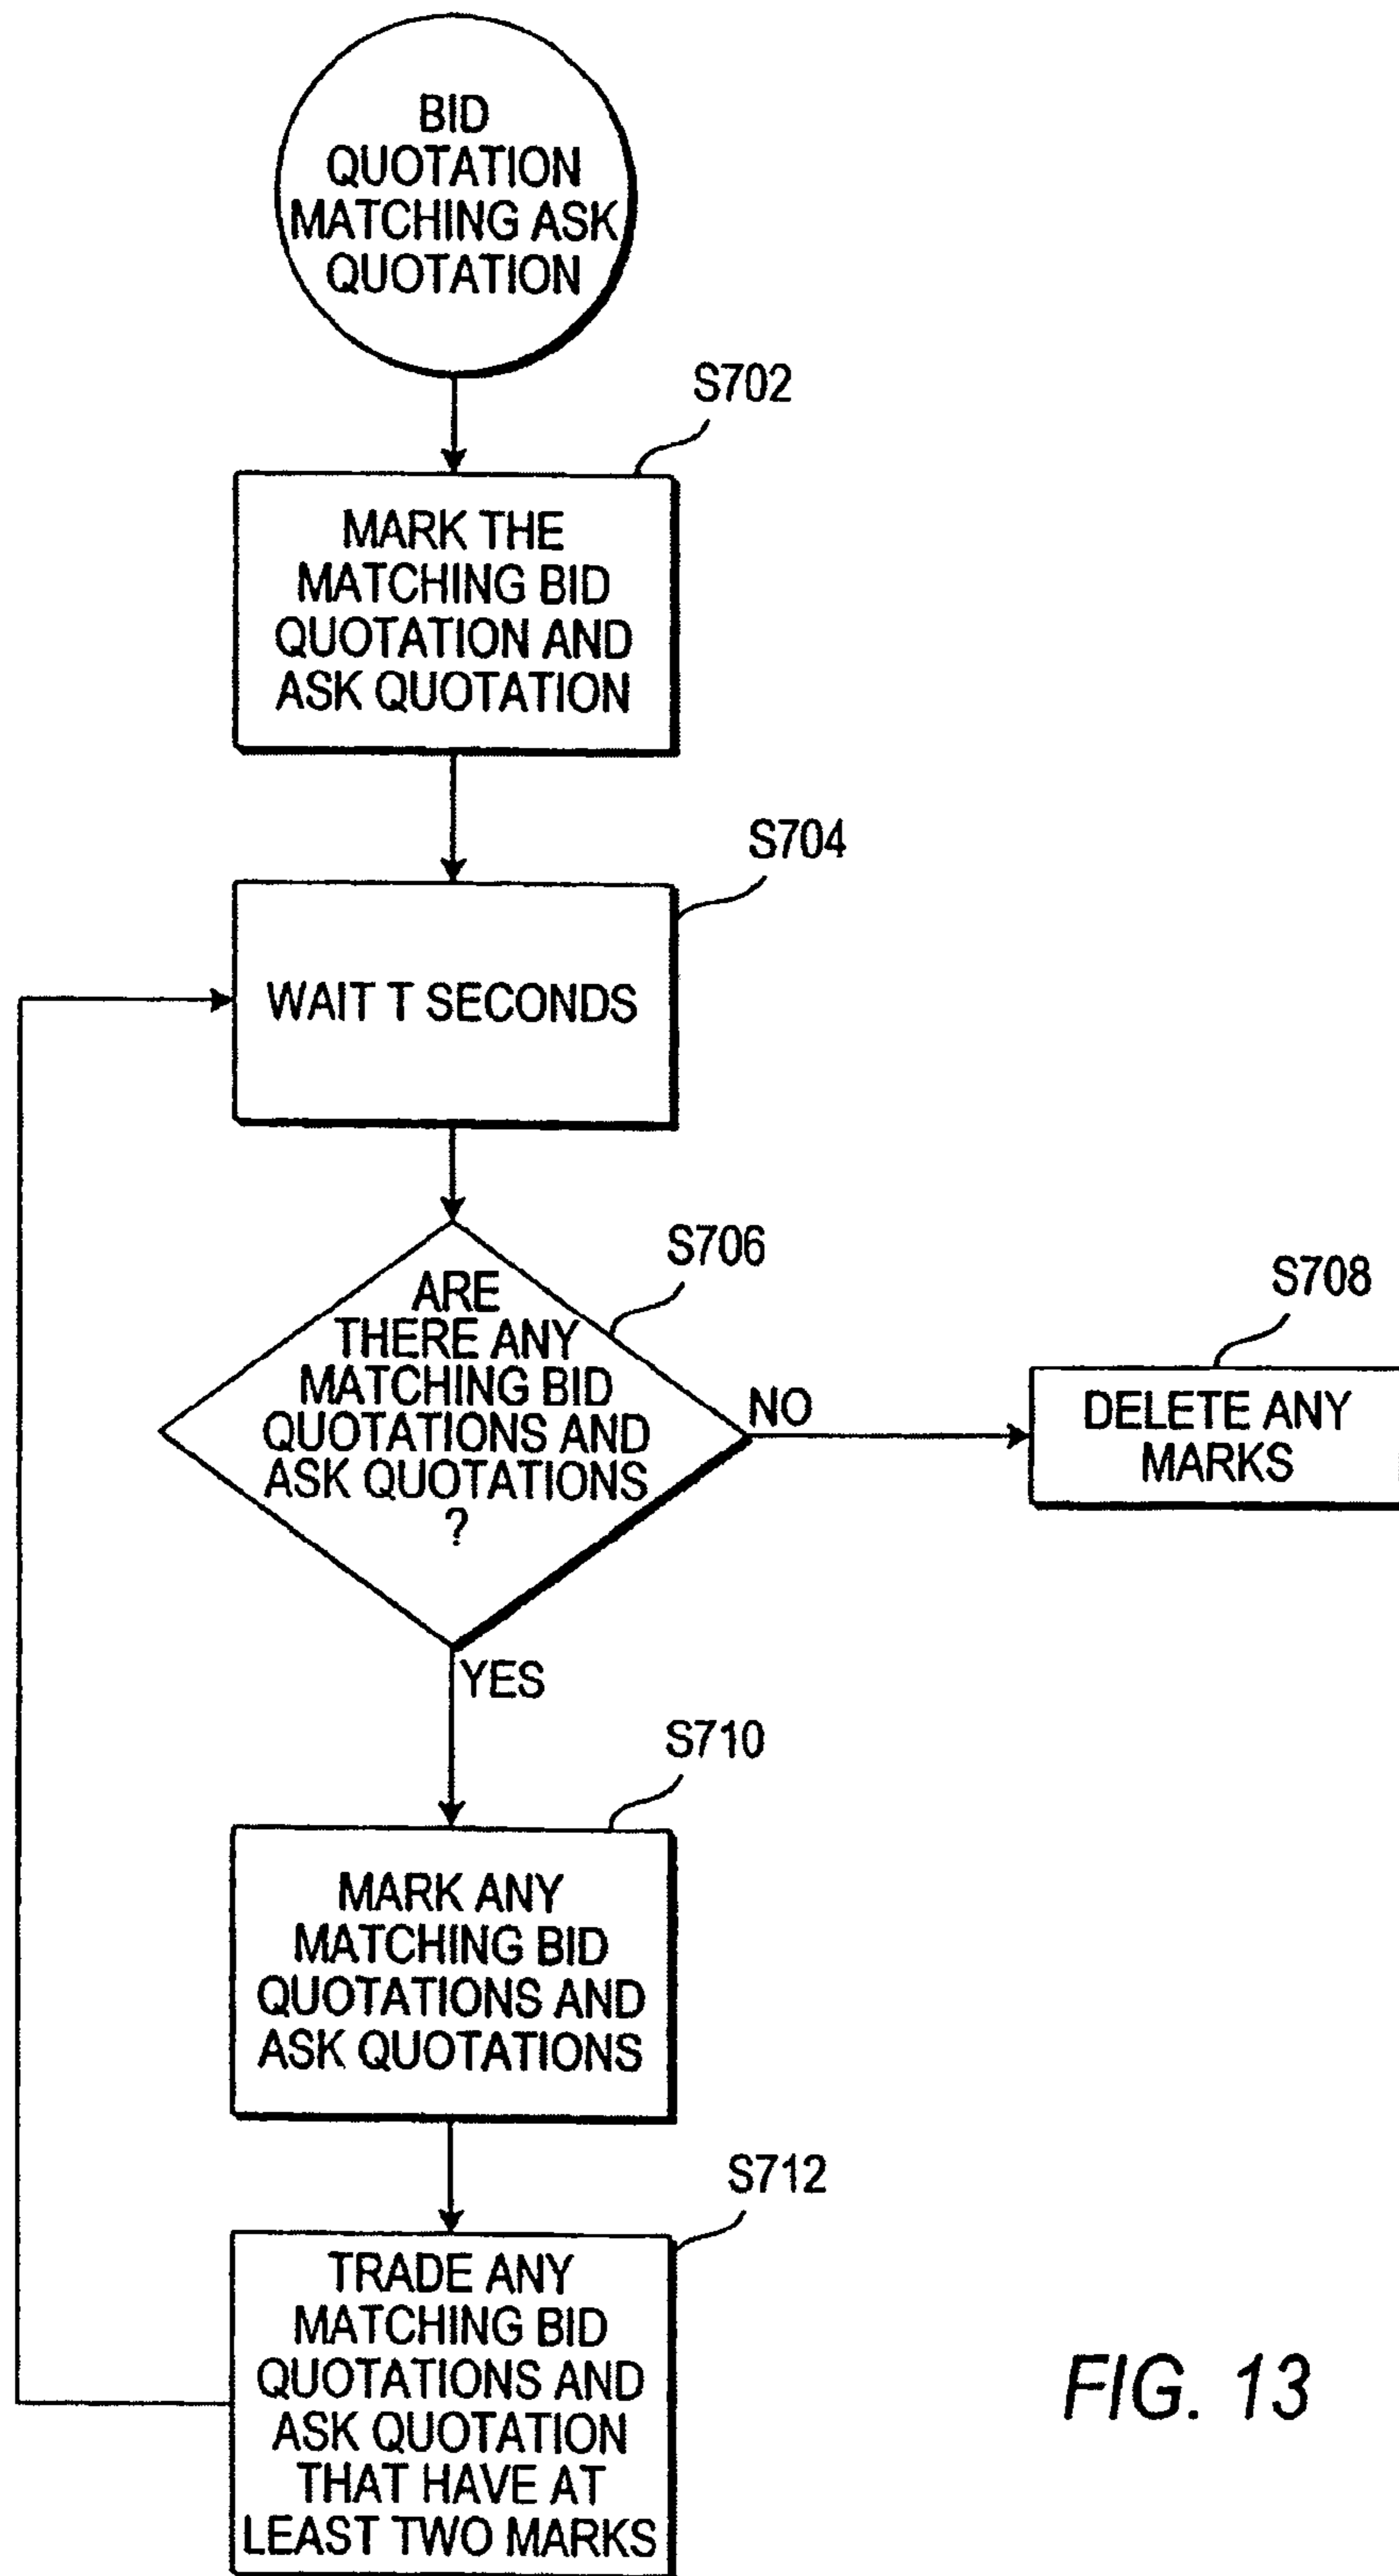 BID
QUOTATION
MATCHING ASK
QUOTATION
S702
MARK THE
MATCHING BID
QUOTATION AND
ASK QUOTATION
S704
WAIT T SECONDS
S706
ARE
THERE ANY
MATCHING BID
QUOTATIONS AND
ASK QUOTATIONS
?
NO
S708
DELETE ANY
MARKS
YES
S710
MARK ANY
MATCHING BID
QUOTATIONS AND
ASK QUOTATIONS
S712
TRADE ANY
MATCHING BID
QUOTATIONS AND
ASK QUOTATION
THAT HAVE AT
LEAST TWO MARKS
FIG. 13